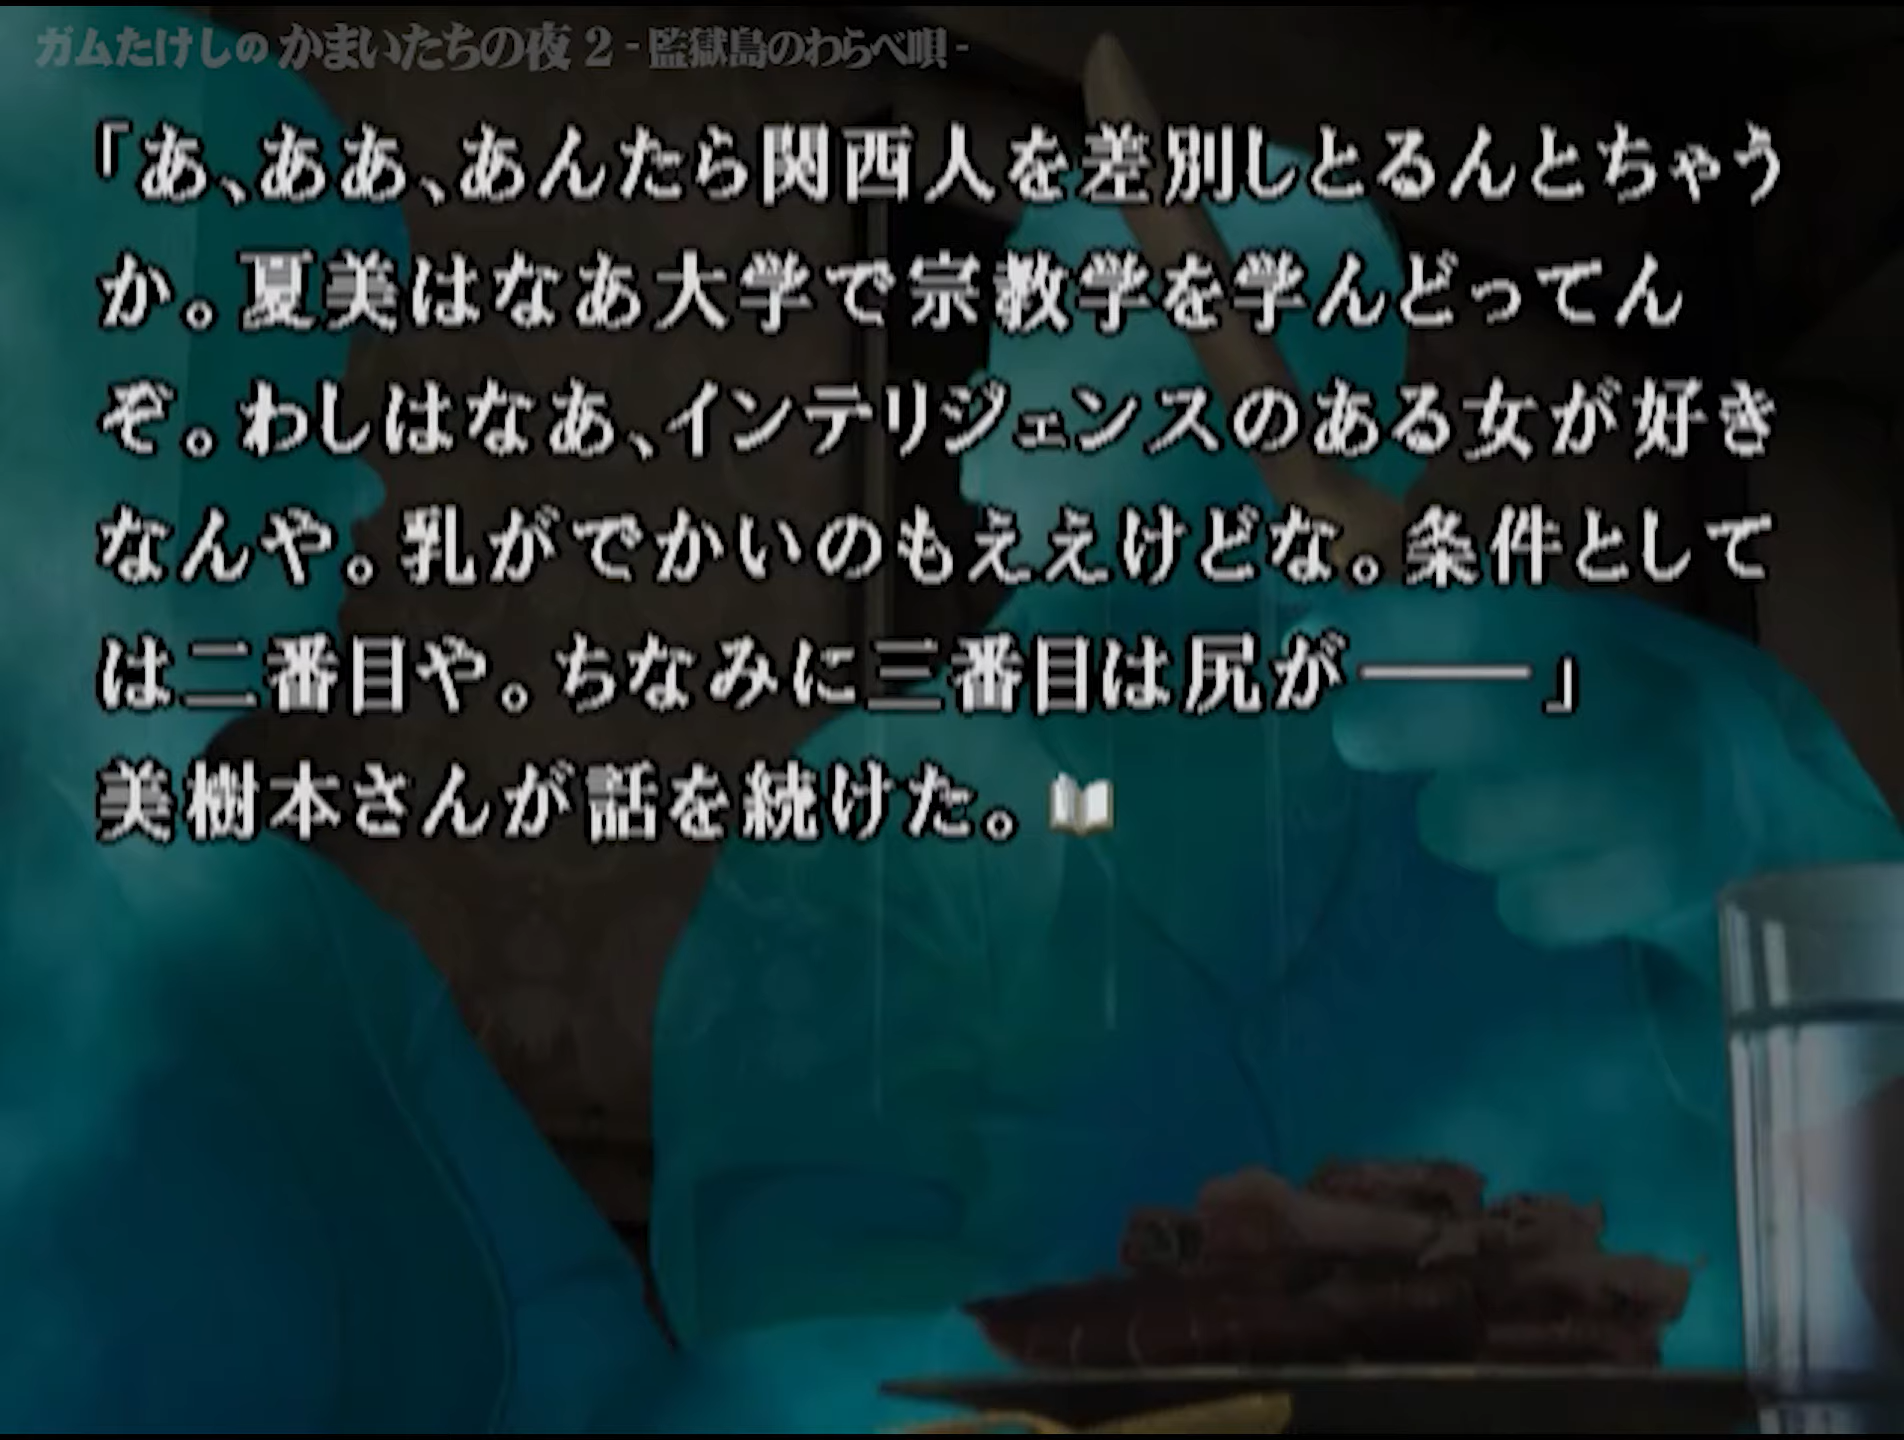 ガムたけしの かまいたちの夜 2 - 監獄島のわらべ唄 -
「あ、ああ、あんたら関西人を差別しとるんとちゃう
か。夏美はなあ大学で宗教学を学んどってん
ぞ。わしはなあ、インテリジェンスのある女が好き
なんや。乳がでかいのもええけどな。条件として
は二番目や。ちなみに三番目は尻が――」
美樹本さんが話を続けた。